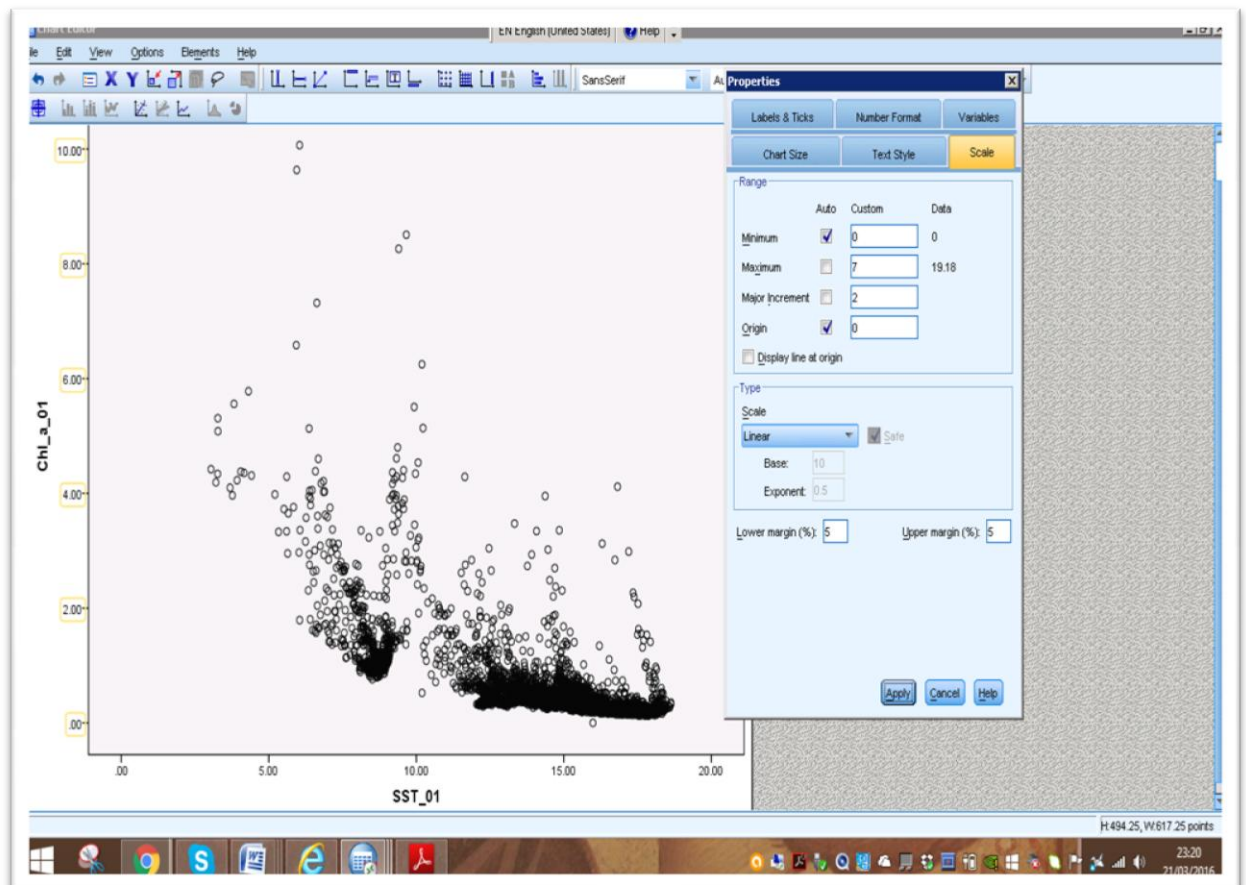 Chart Editor
EN English (United States) Help
Edit View Options Elements Help
X Y SansSerif
Properties X
Labels & Ticks Number Format Variables
Chart Size Text Style Scale
Range
Auto Custom Data
Minimum 0 0
Maximum 7 19.18
Major Increment 2
Origin 0
Display line at origin
Type
Scale
Linear Safe
Base: 10
Exponent: 0.5
Lower margin (%): 5 Upper margin (%): 5
Apply Cancel Help
10.00
8.00
6.00
4.00
2.00
.00
Chl_a_01
.00 5.00 10.00 15.00 20.00
SST_01
H:494.25, W:617.25 points
23:20
21/03/2016